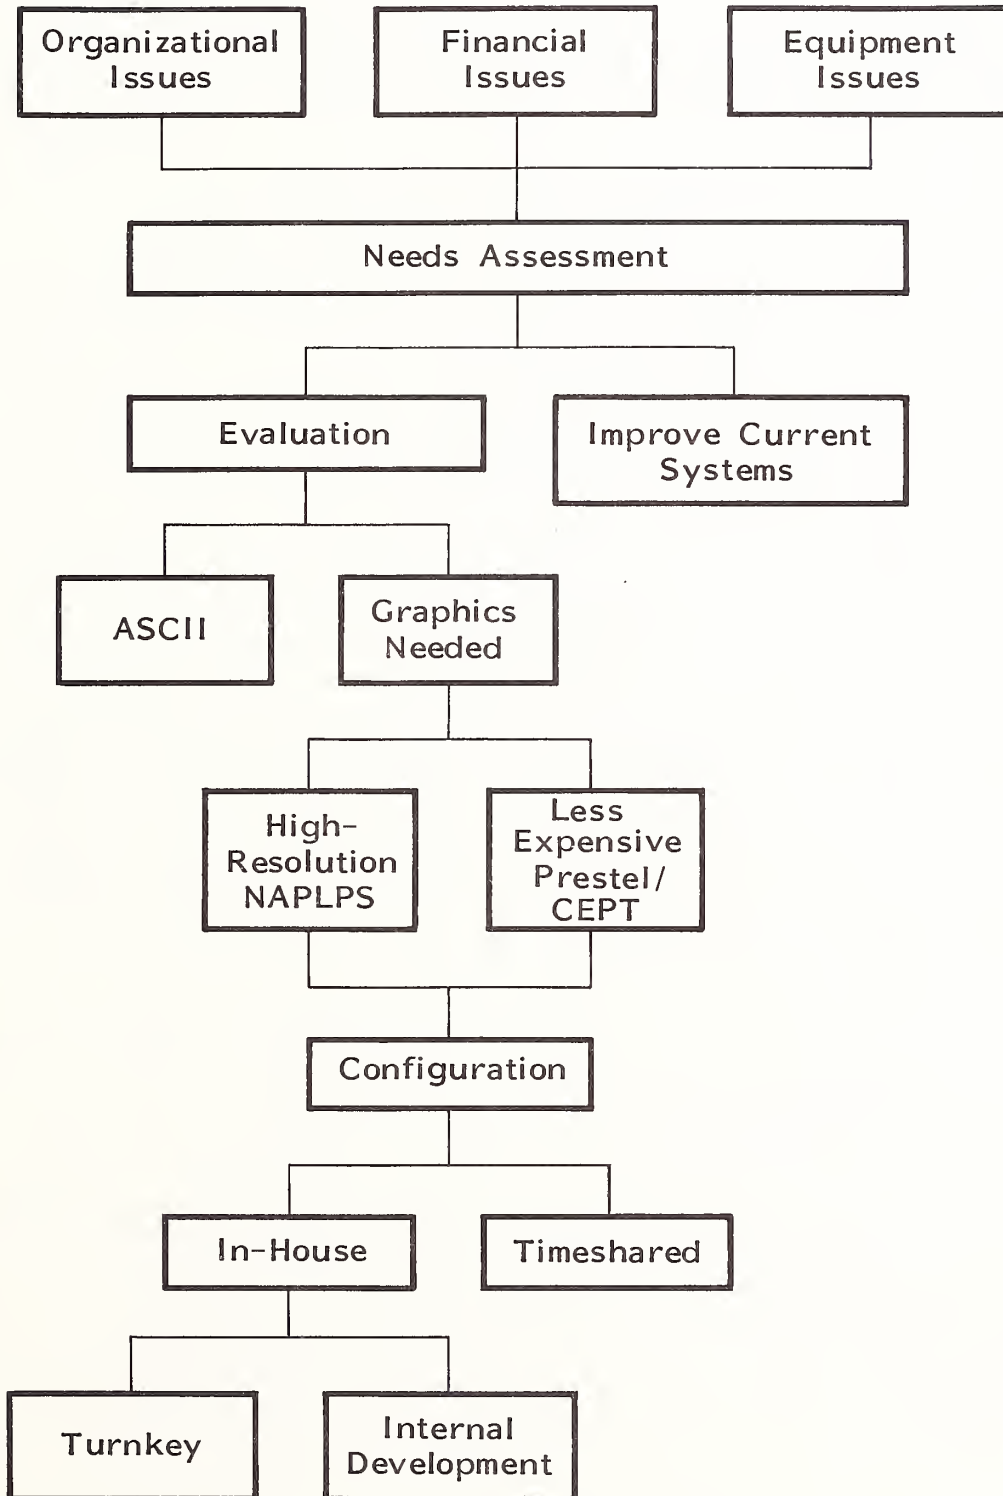 Organizational
Issues
Financial
Issues
Equipment
Issues
Needs Assessment
Evaluation
Improve Current
Systems
ASCII
Graphics
Needed
High-
Resolution
NAPLPS
Less
Expensive
Prestel/
CEPT
Configuration
In-House
Timeshared
Turnkey
Internal
Development